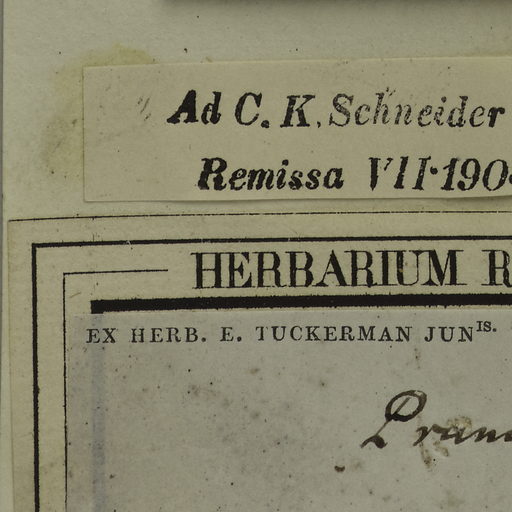 Ad C. K. Schneider
Remissa VII·190
HERBARIUM
EX HERB. E. TUCKERMAN JUNIS.